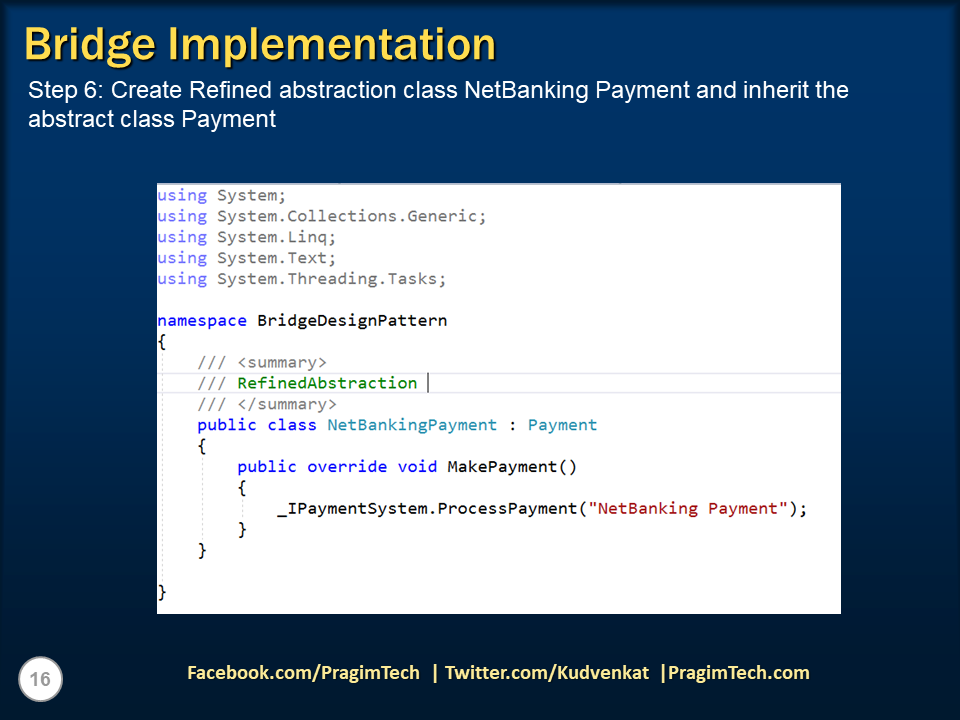 Bridge Implementation
Step 6: Create Refined abstraction class NetBanking Payment and inherit the
abstract class Payment
using System;
using System.Collections.Generic;
using System.Linq;
using System.Text;
using System.Threading.Tasks;
namespace BridgeDesignPattern
{
/// <summary>
/// RefinedAbstraction
/// </summary>
public class NetBankingPayment : Payment
{
public override void MakePayment()
{
_IPaymentSystem.ProcessPayment("NetBanking Payment");
}
}
}
16
Facebook.com/PragimTech | Twitter.com/Kudvenkat |PragimTech.com